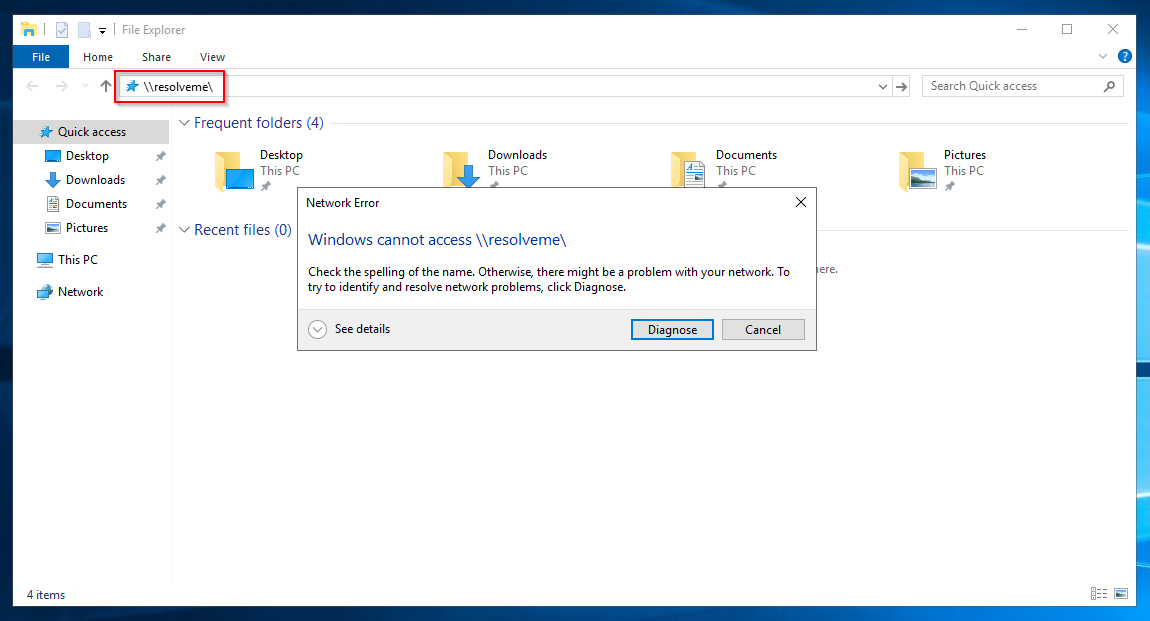 File Explorer
File Home Share View
\\resolveme\
Search Quick access
Quick access
Desktop
Downloads
Documents
Pictures
This PC
Network
Frequent folders (4)
Desktop
This PC
Downloads
This PC
Documents
This PC
Pictures
This PC
Recent files (0)
here.
Network Error
Windows cannot access \\resolveme\
Check the spelling of the name. Otherwise, there might be a problem with your network. To
try to identify and resolve network problems, click Diagnose.
See details
Diagnose Cancel
4 items